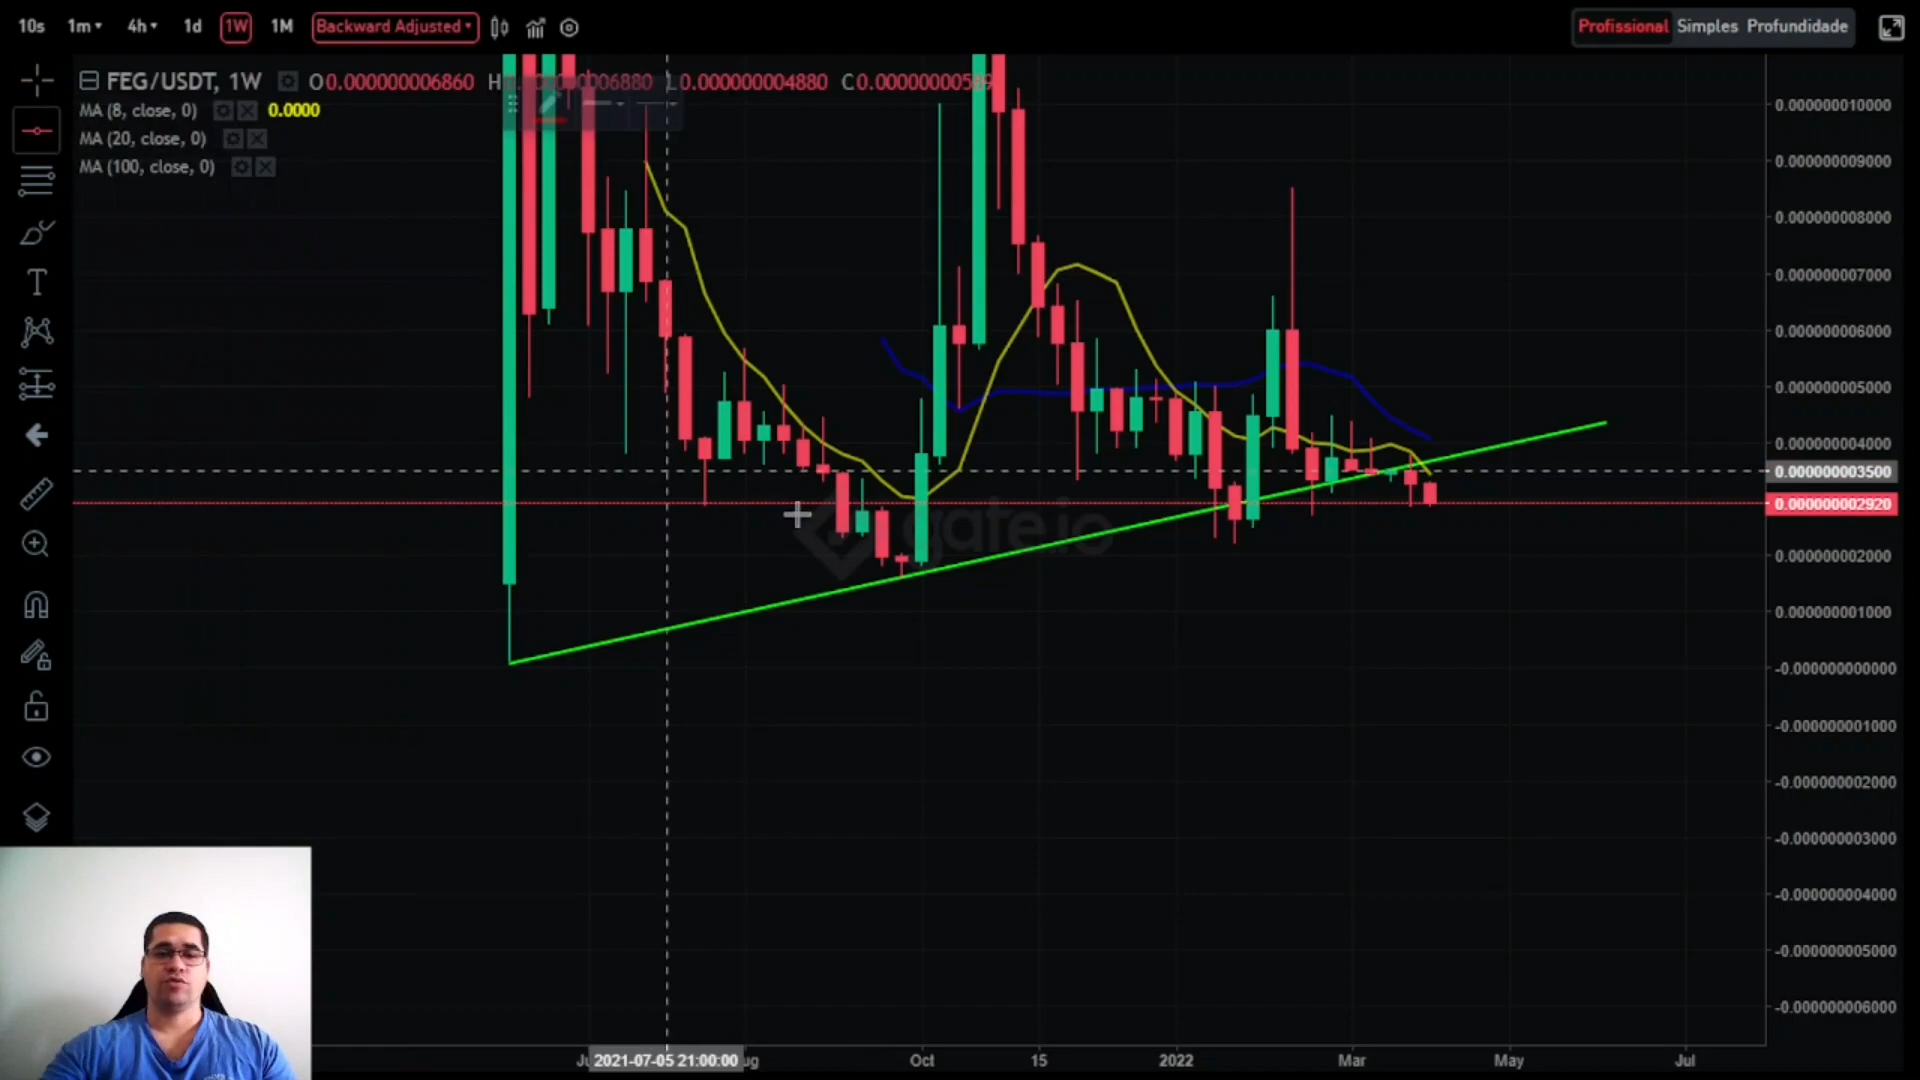 10s 1m 4h 1d 1W 1M Backward Adjusted Profissional Simples Profundidade
FEG/USDT, 1W O0.000000006860 H 0006880 L0.000000004880
MA (8, close, 0) 0.0000
MA (20, close, 0)
MA (100, close, 0)
0.000000010000
0.000000009000
0.000000008000
0.000000007000
0.000000006000
0.000000005000
0.000000004000
0.000000003500
0.000000002920
gate.io
0.000000002000
0.000000001000
-0.000000000000
-0.000000001000
-0.000000002000
-0.000000003000
-0.000000004000
-0.000000005000
-0.000000006000
2021-07-05 21:00:00 Oct 15 2022 Mar May Jul